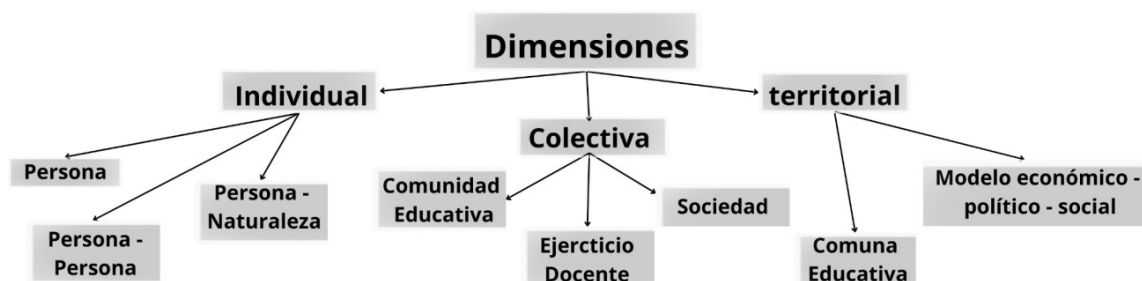 Dimensiones
Individual
Colectiva
territorial
Persona
Persona -
Persona
Persona -
Naturaleza
Comunidad
Educativa
Ejercticio
Docente
Sociedad
Comuna
Educativa
Modelo económico -
político - social